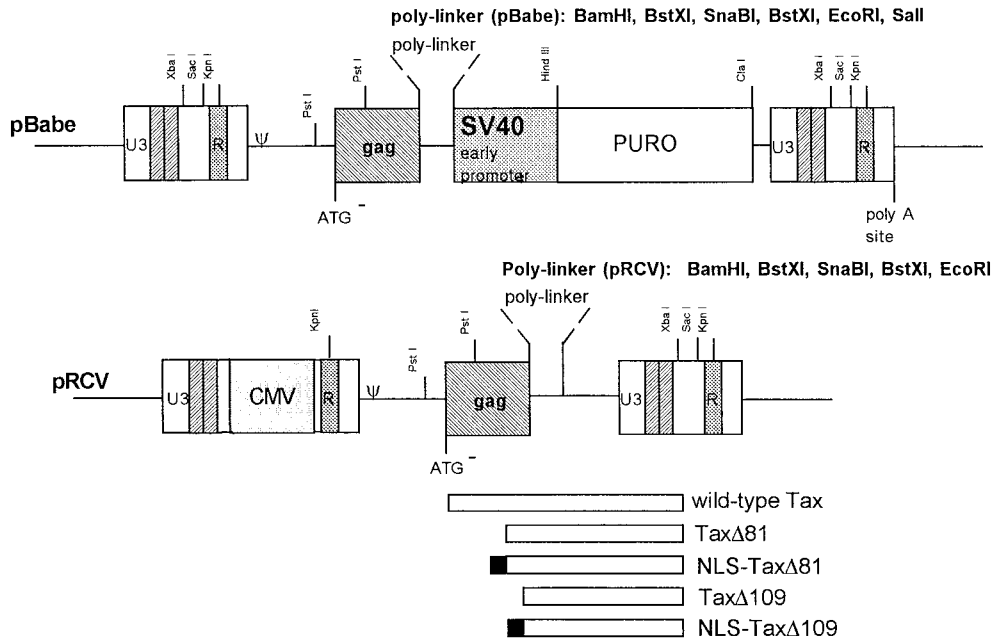 poly-linker (pBabe): BamHI, BstXI, SnaBI, BstXI, EcoRI, SalI
poly-linker
Xba I
Sac I
Kpn I
Pst I
Pst I
Hind III
Cla I
Xba I
Sac I
Kpn I
pBabe
U3
R
Ψ
gag
SV40
early
promoter
PURO
U3
R
ATG -
poly A
site
Poly-linker (pRCV): BamHI, BstXI, SnaBI, BstXI, EcoRI
poly-linker
KpnI
Pst I
Pst I
Xba I
Sac I
Kpn I
pRCV
U3
CMV
R
Ψ
gag
U3
R
ATG -
wild-type Tax
TaxΔ81
NLS-TaxΔ81
TaxΔ109
NLS-TaxΔ109